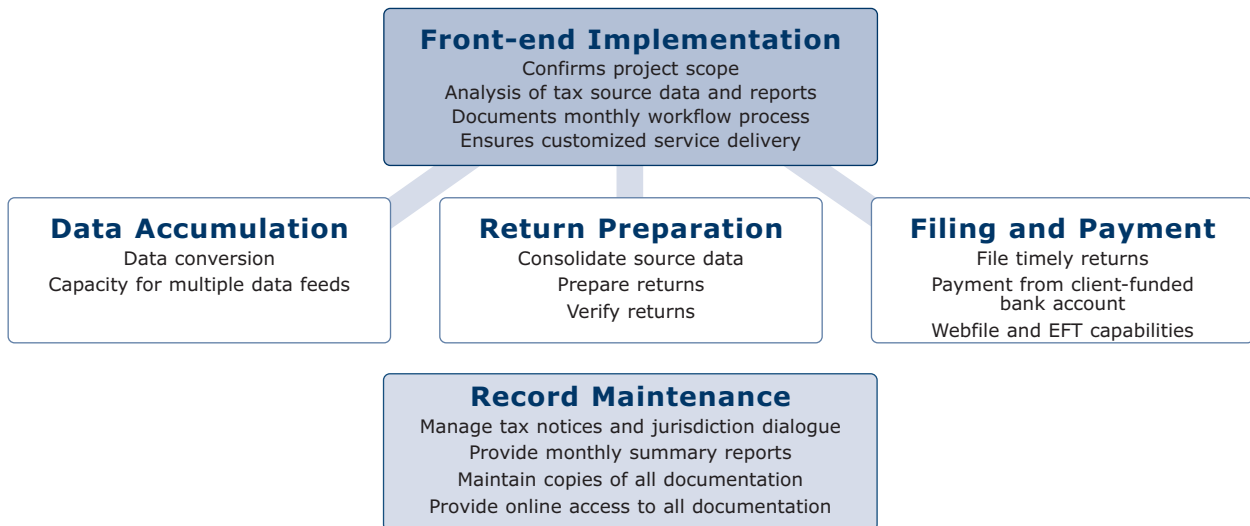 Front-end Implementation
Confirms project scope
Analysis of tax source data and reports
Documents monthly workflow process
Ensures customized service delivery
Data Accumulation
Data conversion
Capacity for multiple data feeds
Return Preparation
Consolidate source data
Prepare returns
Verify returns
Filing and Payment
File timely returns
Payment from client-funded
bank account
Webfile and EFT capabilities
Record Maintenance
Manage tax notices and jurisdiction dialogue
Provide monthly summary reports
Maintain copies of all documentation
Provide online access to all documentation